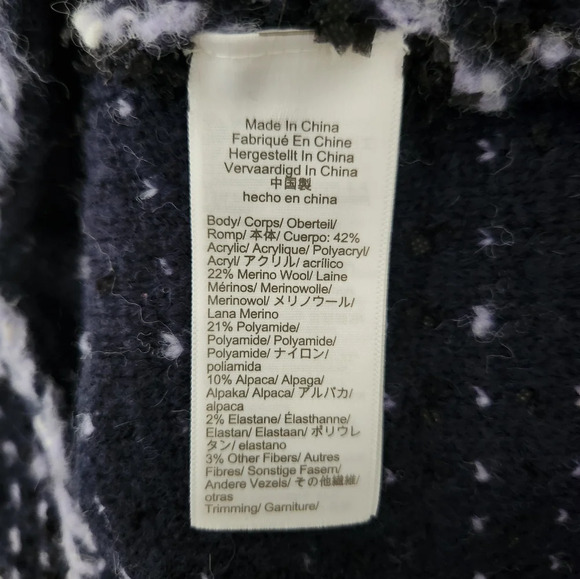 Made In China
Fabriqué En Chine
Hergestellt In China
Vervaardigd In China
中国製
hecho en china
Body/ Corps/ Oberteil/
Romp/ 本体/ Cuerpo: 42%
Acrylic/ Acrylique/ Polyacryl/
Acryl/ アクリル/ acrílico
22% Merino Wool/ Laine
Mérinos/ Merinowolle/
Merinowol/ メリノウール/
Lana Merino
21% Polyamide/
Polyamide/ Polyamide/
Polyamide/ ナイロン/
poliamida
10% Alpaca/ Alpaga/
Alpaka/ Alpaca/ アルパカ/
alpaca
2% Elastane/ Élasthanne/
Elastan/ Elastaan/ ポリウレ
タン/ elastano
3% Other Fibers/ Autres
Fibres/ Sonstige Fasern/
Andere Vezels/ その他繊維/
otras
Trimming/ Garniture/